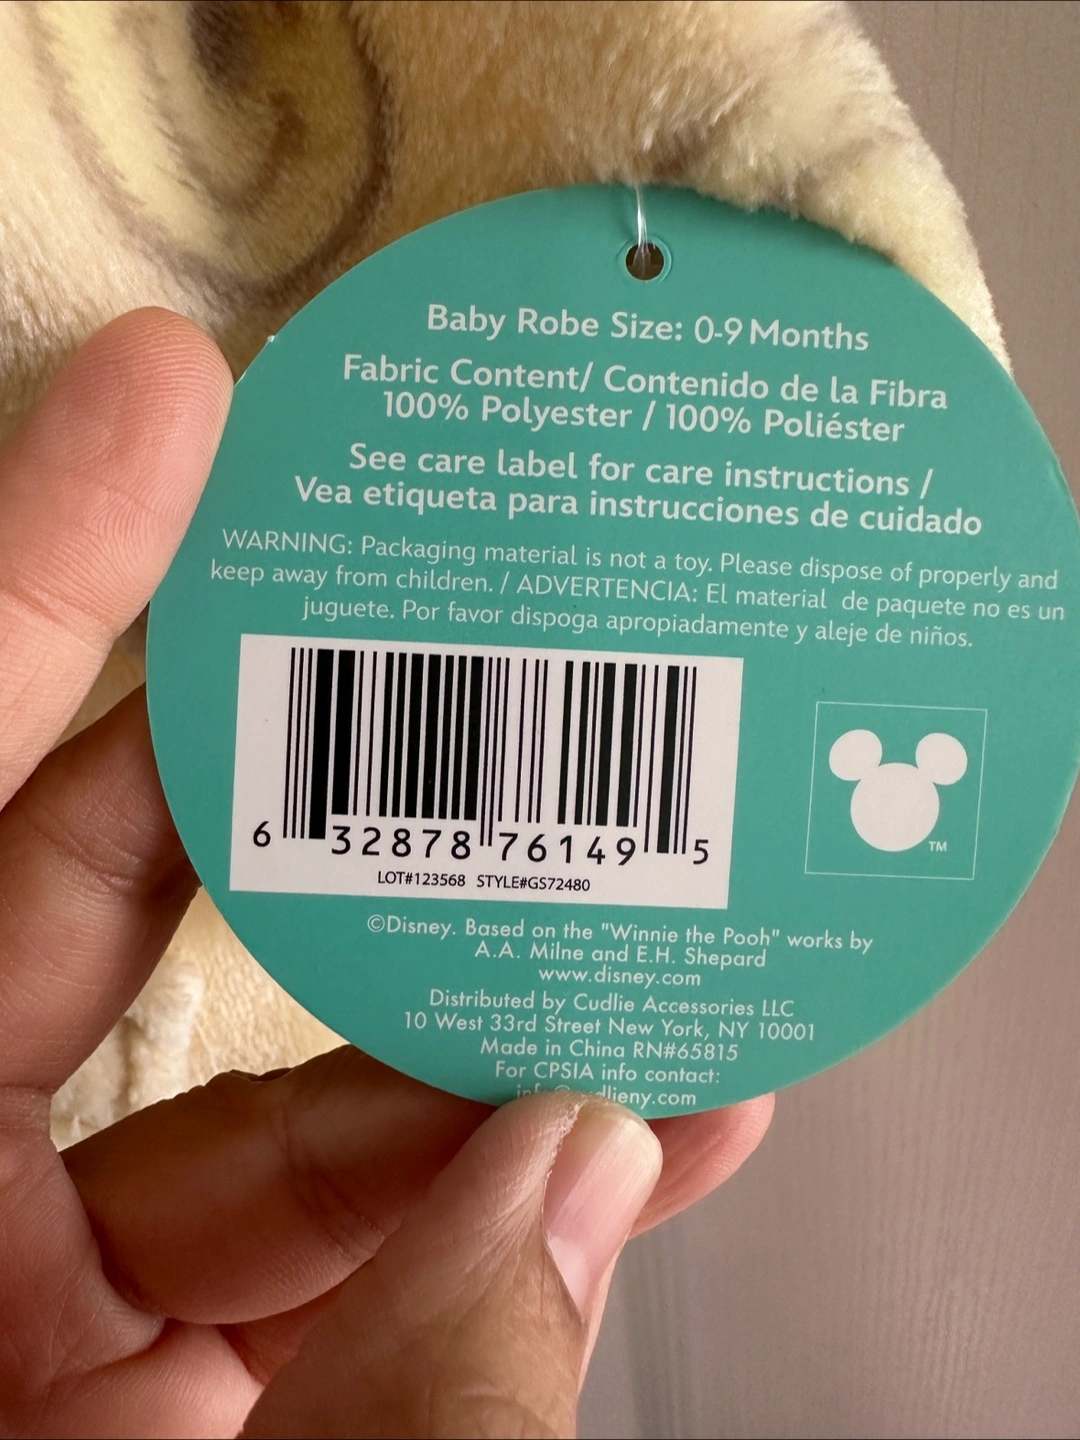 Baby Robe Size: 0-9 Months
Fabric Content/ Contenido de la Fibra
100% Polyester / 100% Poliéster
See care label for care instructions /
Vea etiqueta para instrucciones de cuidado
WARNING: Packaging material is not a toy. Please dispose of properly and
keep away from children. / ADVERTENCIA: El material de paquete no es un
juguete. Por favor dispoga apropiadamente y aleje de niños.
6 32878 76149 5
LOT#123568 STYLE#GS72480
TM
©Disney. Based on the "Winnie the Pooh" works by
A.A. Milne and E.H. Shepard
www.disney.com
Distributed by Cudlie Accessories LLC
10 West 33rd Street New York, NY 10001
Made in China RN#65815
For CPSIA info contact: